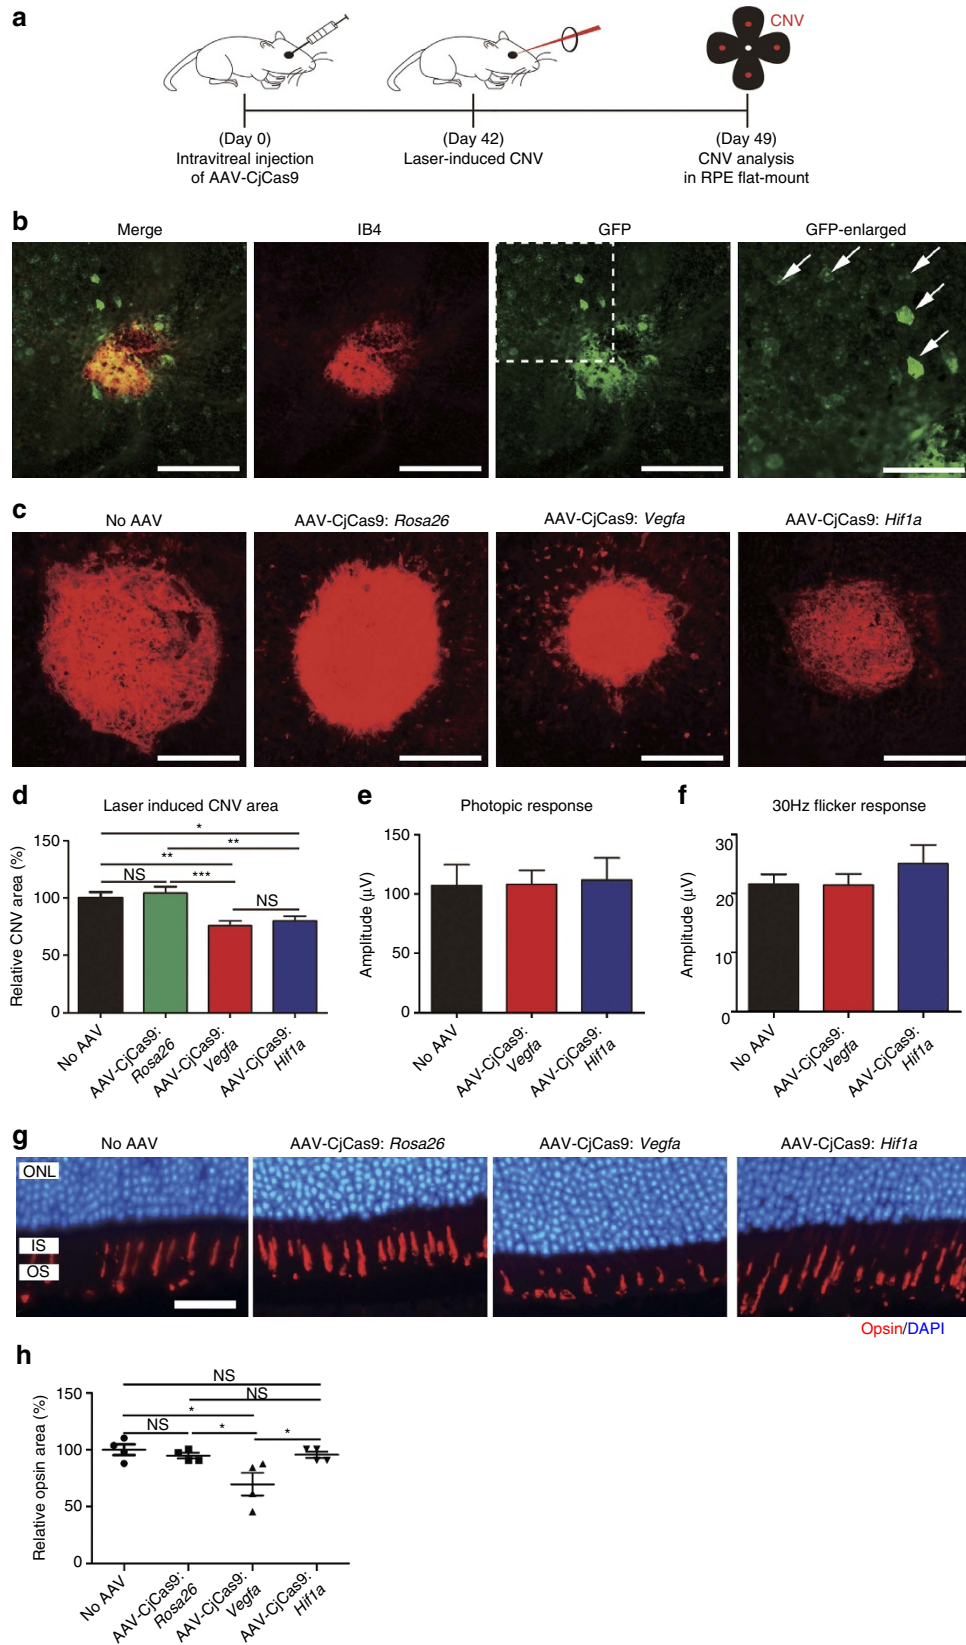 a
CNV
(Day 0)
Intravitreal injection
of AAV-CjCas9
(Day 42)
Laser-induced CNV
(Day 49)
CNV analysis
in RPE flat-mount
b
Merge
IB4
GFP
GFP-enlarged
c
No AAV
AAV-CjCas9: Rosa26
AAV-CjCas9: Vegfa
AAV-CjCas9: Hif1a
d
Laser induced CNV area
Relative CNV area (%)
150
100
50
0
*
**
**
NS
***
NS
No AAV
AAV-CjCas9:
Rosa26
AAV-CjCas9:
Vegfa
AAV-CjCas9:
Hif1a
e
Photopic response
Amplitude (μV)
150
100
50
0
No AAV
AAV-CjCas9:
Vegfa
AAV-CjCas9:
Hif1a
f
30Hz flicker response
Amplitude (μV)
30
20
10
0
No AAV
AAV-CjCas9:
Vegfa
AAV-CjCas9:
Hif1a
g
No AAV
AAV-CjCas9: Rosa26
AAV-CjCas9: Vegfa
AAV-CjCas9: Hif1a
ONL
IS
OS
Opsin/DAPI
h
Relative opsin area (%)
150
100
50
0
NS
NS
*
NS
*
*
No AAV
AAV-CjCas9:
Rosa26
AAV-CjCas9:
Vegfa
AAV-CjCas9:
Hif1a